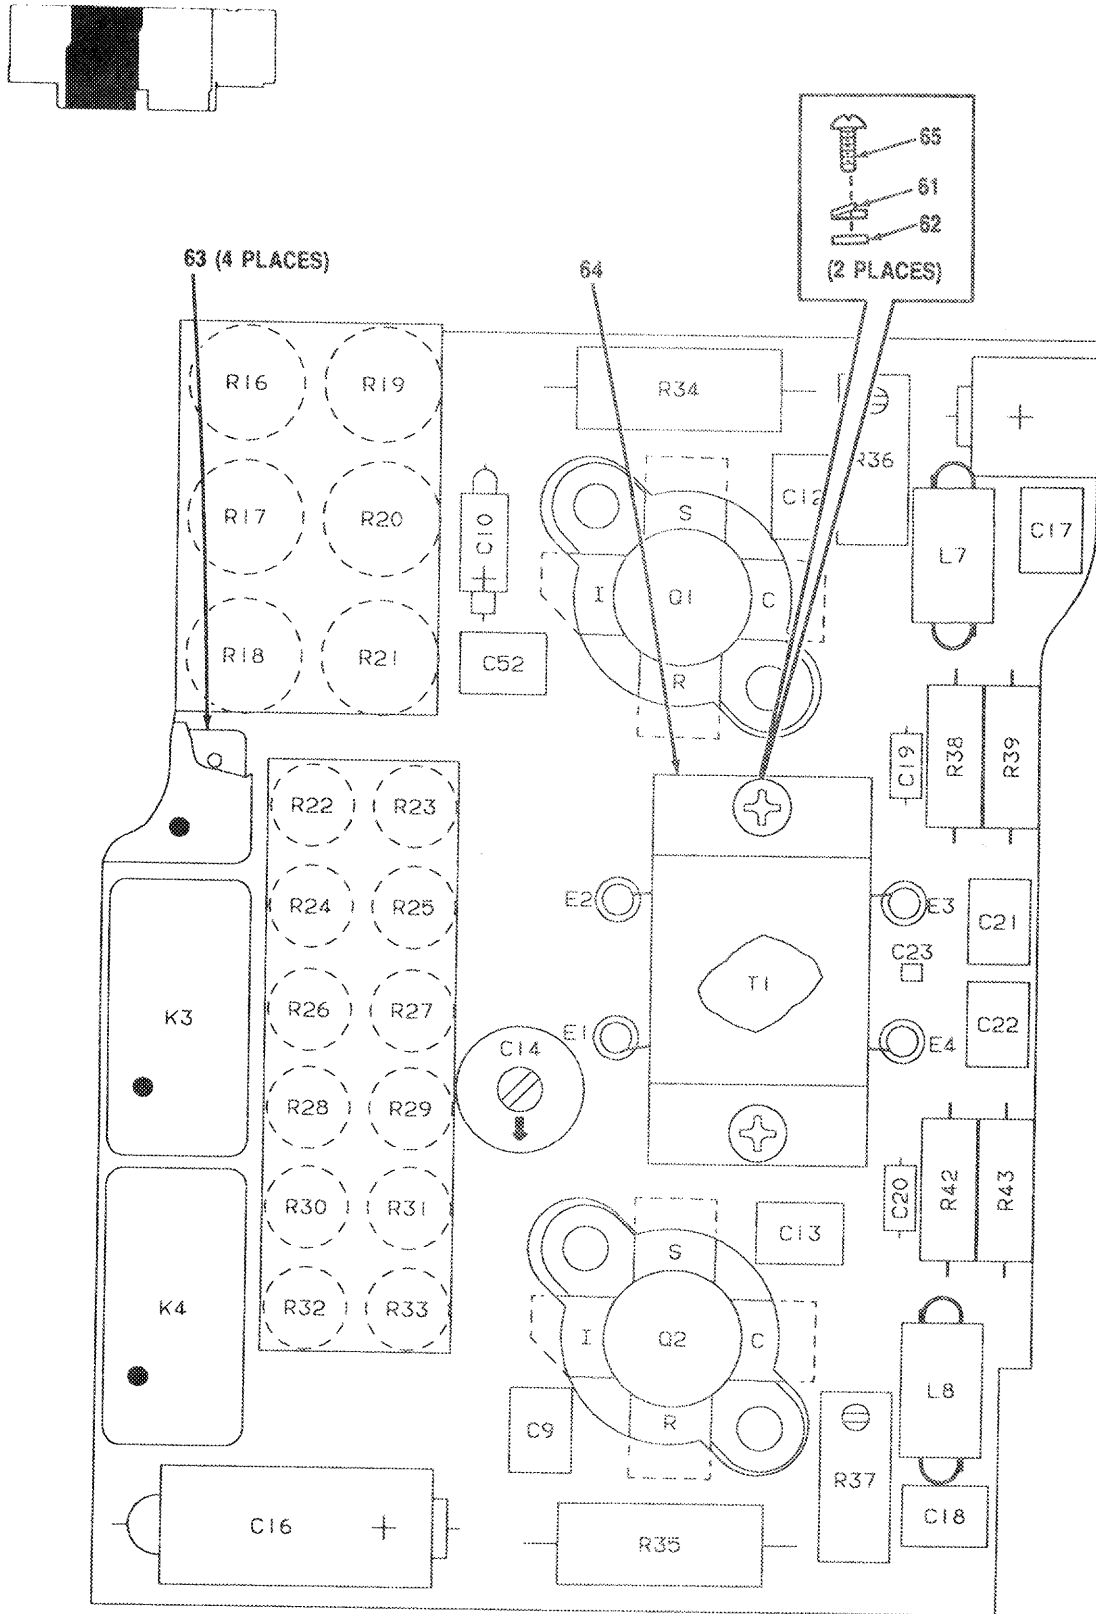 65
61
62
(2 PLACES)
63 (4 PLACES)
64
R16
R19
R34
+
R36
C12
R17
R20
C10
+
S
L7
C17
I
Q1
C
R18
R21
C52
R
C19
R38
R39
R22
R23
E2
E3
R24
R25
C21
C23
T1
K3
R26
R27
E1
E4
C22
C14
R28
R29
R30
R31
C20
R42
R43
C13
S
K4
R32
R33
I
Q2
C
L8
C9
R
R37
C16
+
R35
C18